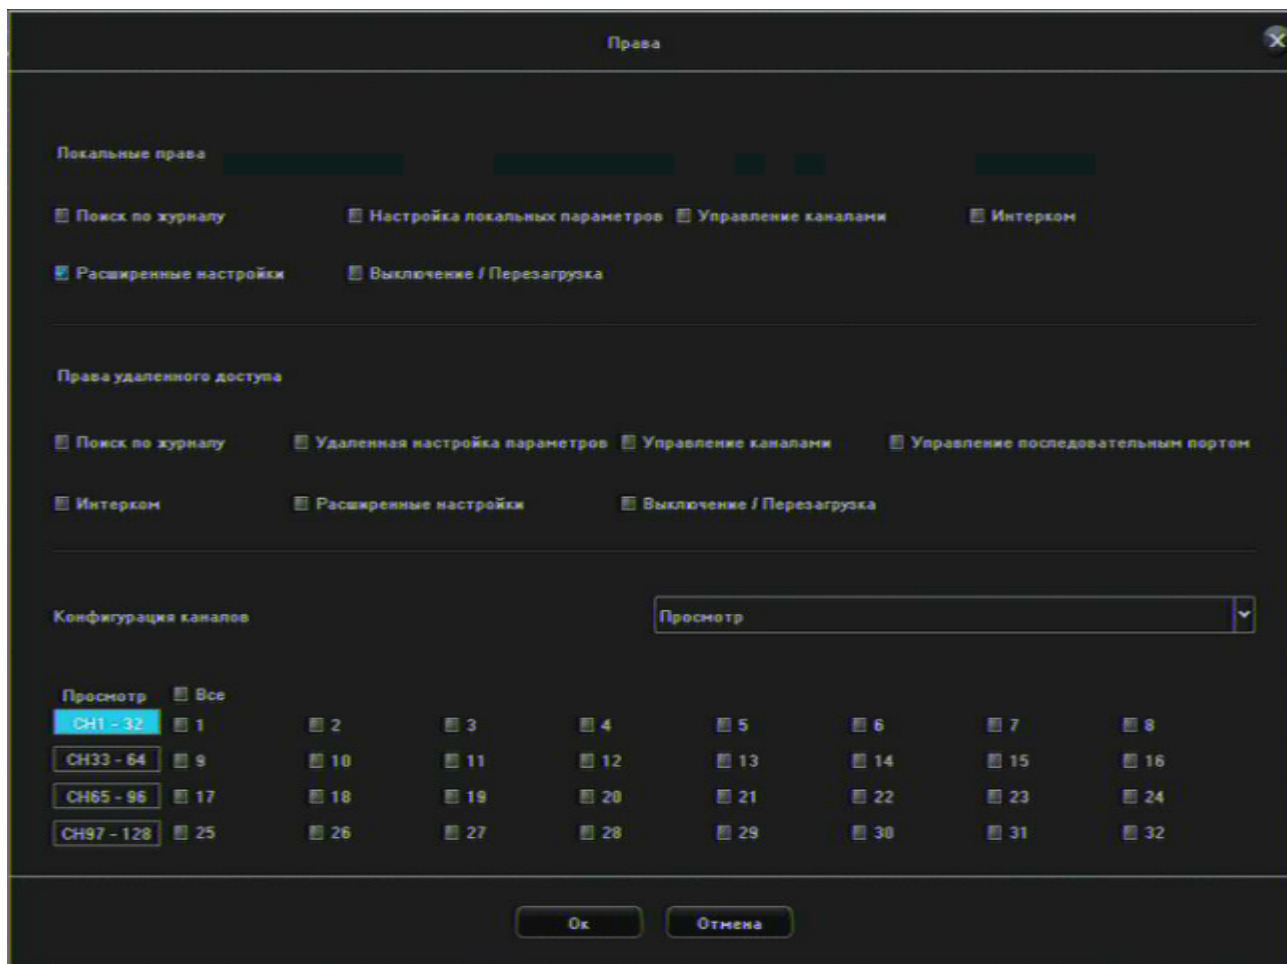 Права
Локальные права
Поиск по журналу Настройка локальных параметров Управление каналами Интерком
Расширенные настройки Выключение / Перезагрузка
Права удаленного доступа
Поиск по журналу Удаленная настройка параметров Управление каналами Управление последовательным портом
Интерком Расширенные настройки Выключение / Перезагрузка
Конфигурация каналов Просмотр
Просмотр Все
CH1 - 32 1 2 3 4 5 6 7 8
CH33 - 64 9 10 11 12 13 14 15 16
CH65 - 96 17 18 19 20 21 22 23 24
CH97 - 128 25 26 27 28 29 30 31 32
Ок Отмена